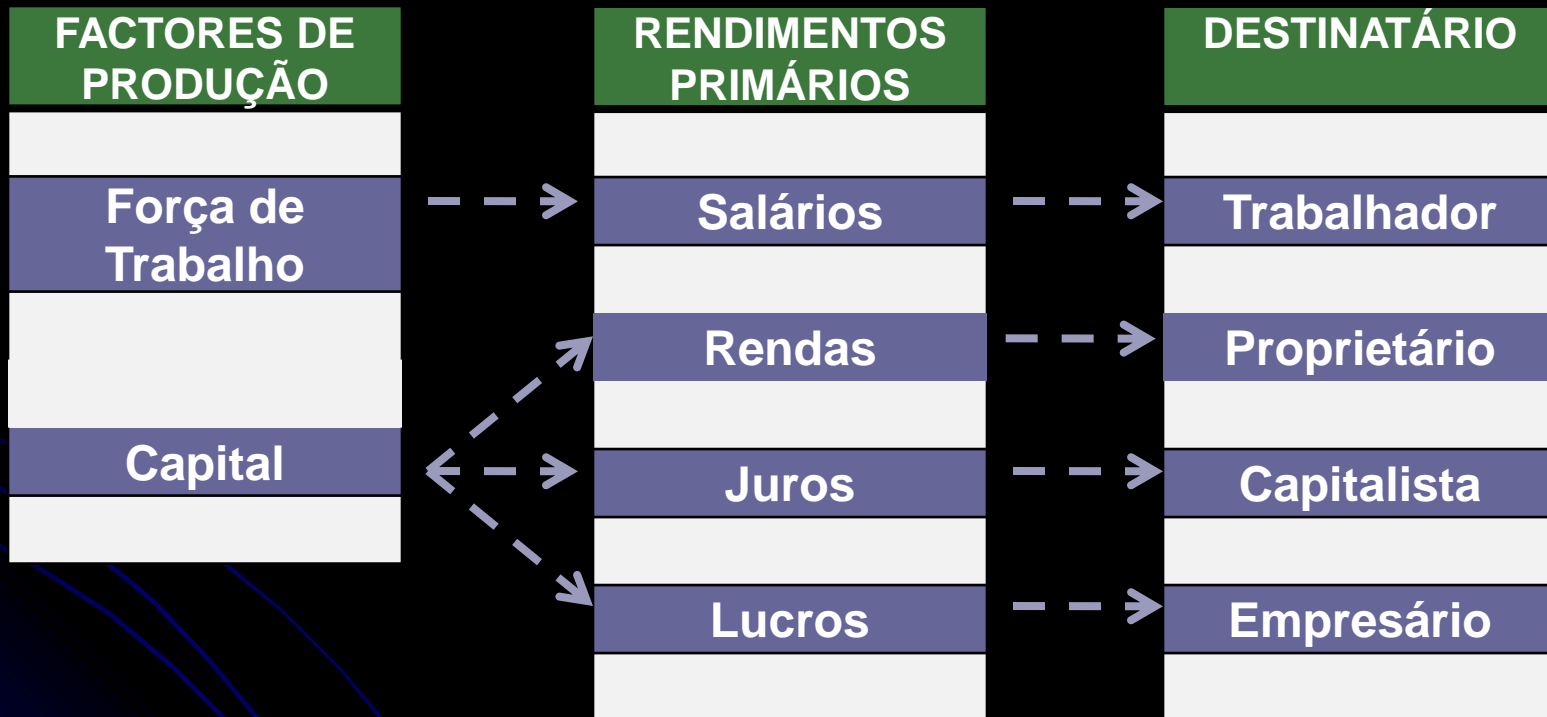 FACTORES DE
PRODUÇÃO
RENDIMENTOS
PRIMÁRIOS
DESTINATÁRIO
Força de
Trabalho
Salários
Trabalhador
Rendas
Proprietário
Capital
Juros
Capitalista
Lucros
Empresário